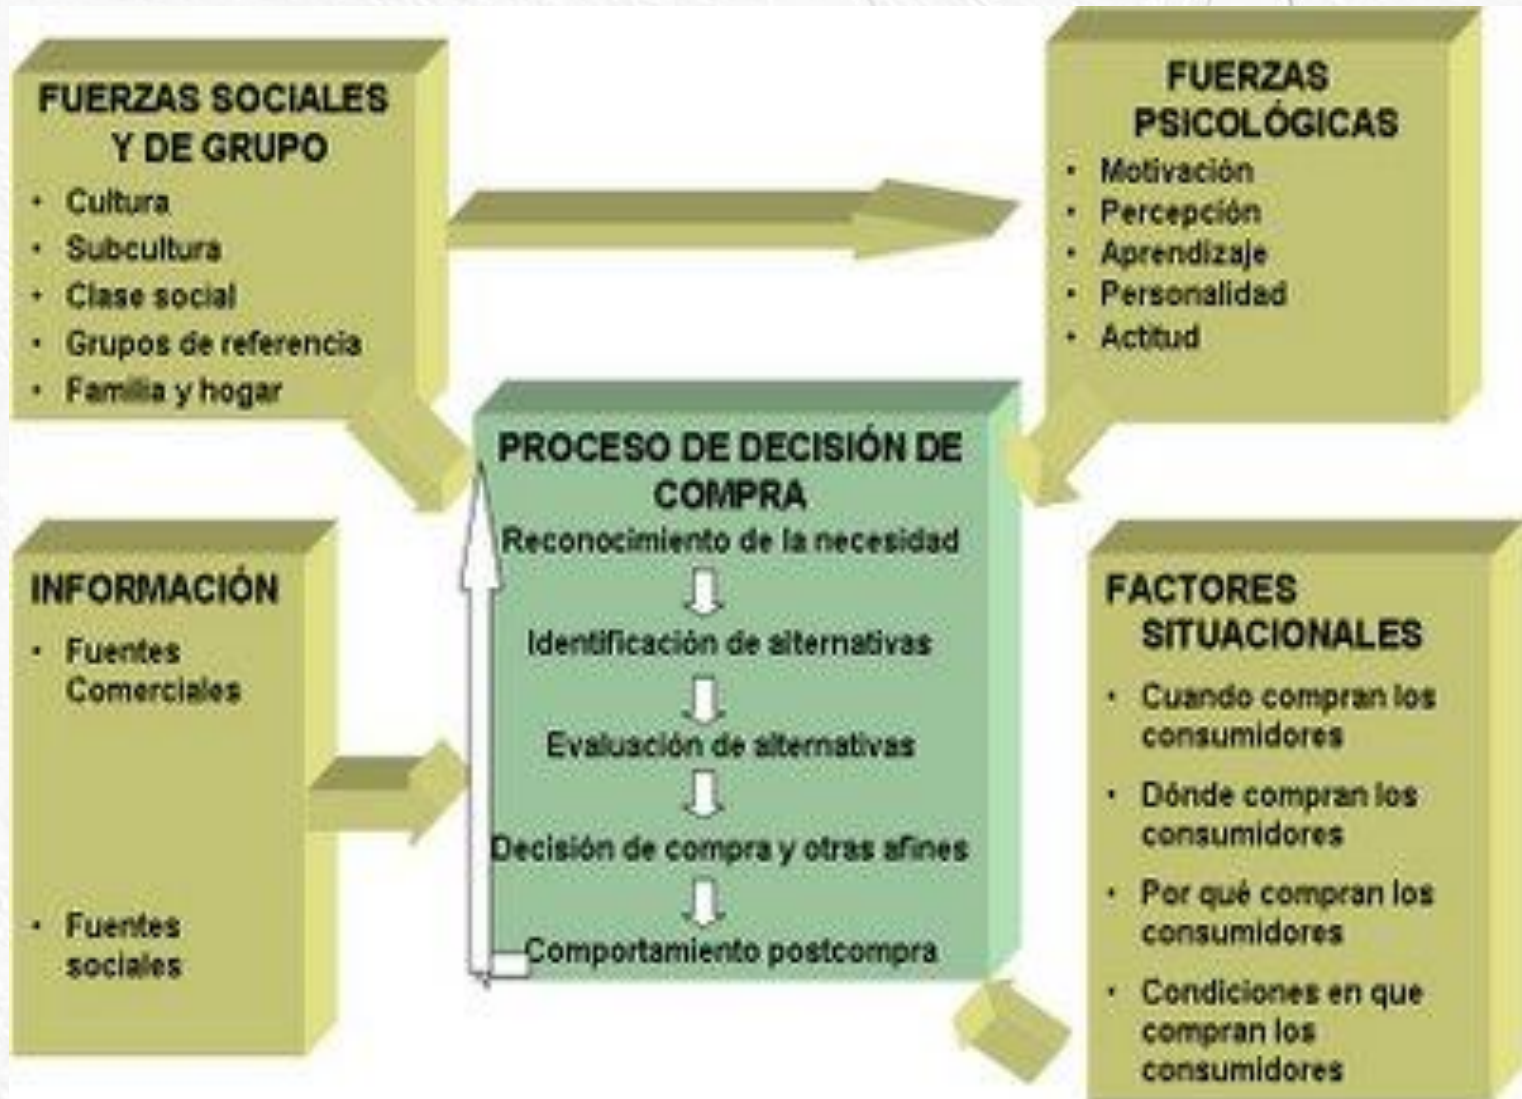 FUERZAS SOCIALES
Y DE GRUPO
• Cultura
• Subcultura
• Clase social
• Grupos de referencia
• Familia y hogar
FUERZAS
PSICOLÓGICAS
• Motivación
• Percepción
• Aprendizaje
• Personalidad
• Actitud
INFORMACIÓN
• Fuentes
Comerciales
• Fuentes
sociales
PROCESO DE DECISIÓN DE
COMPRA
Reconocimiento de la necesidad
Identificación de alternativas
Evaluación de alternativas
Decisión de compra y otras afines
Comportamiento postcompra
FACTORES
SITUACIONALES
• Cuando compran los
consumidores
• Dónde compran los
consumidores
• Por qué compran los
consumidores
• Condiciones en que
compran los
consumidores